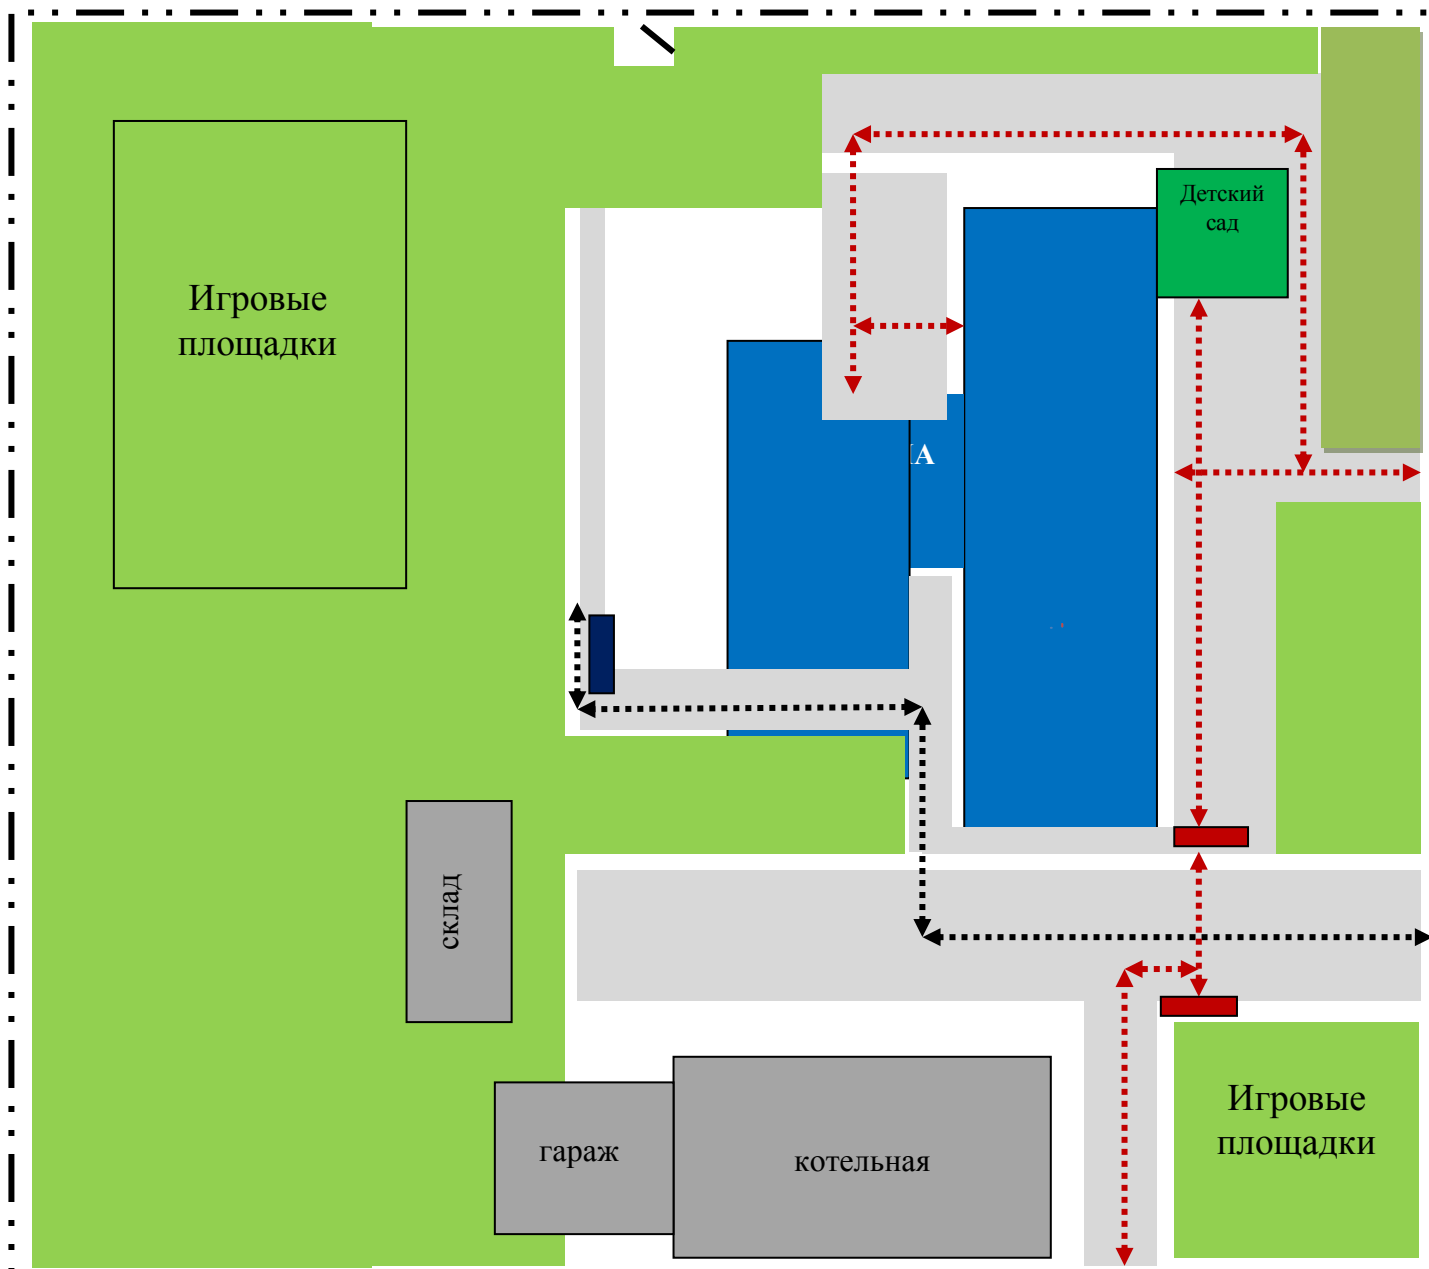 Детский
сад
Игровые
площадки
склад
Игровые
площадки
гараж
котельная